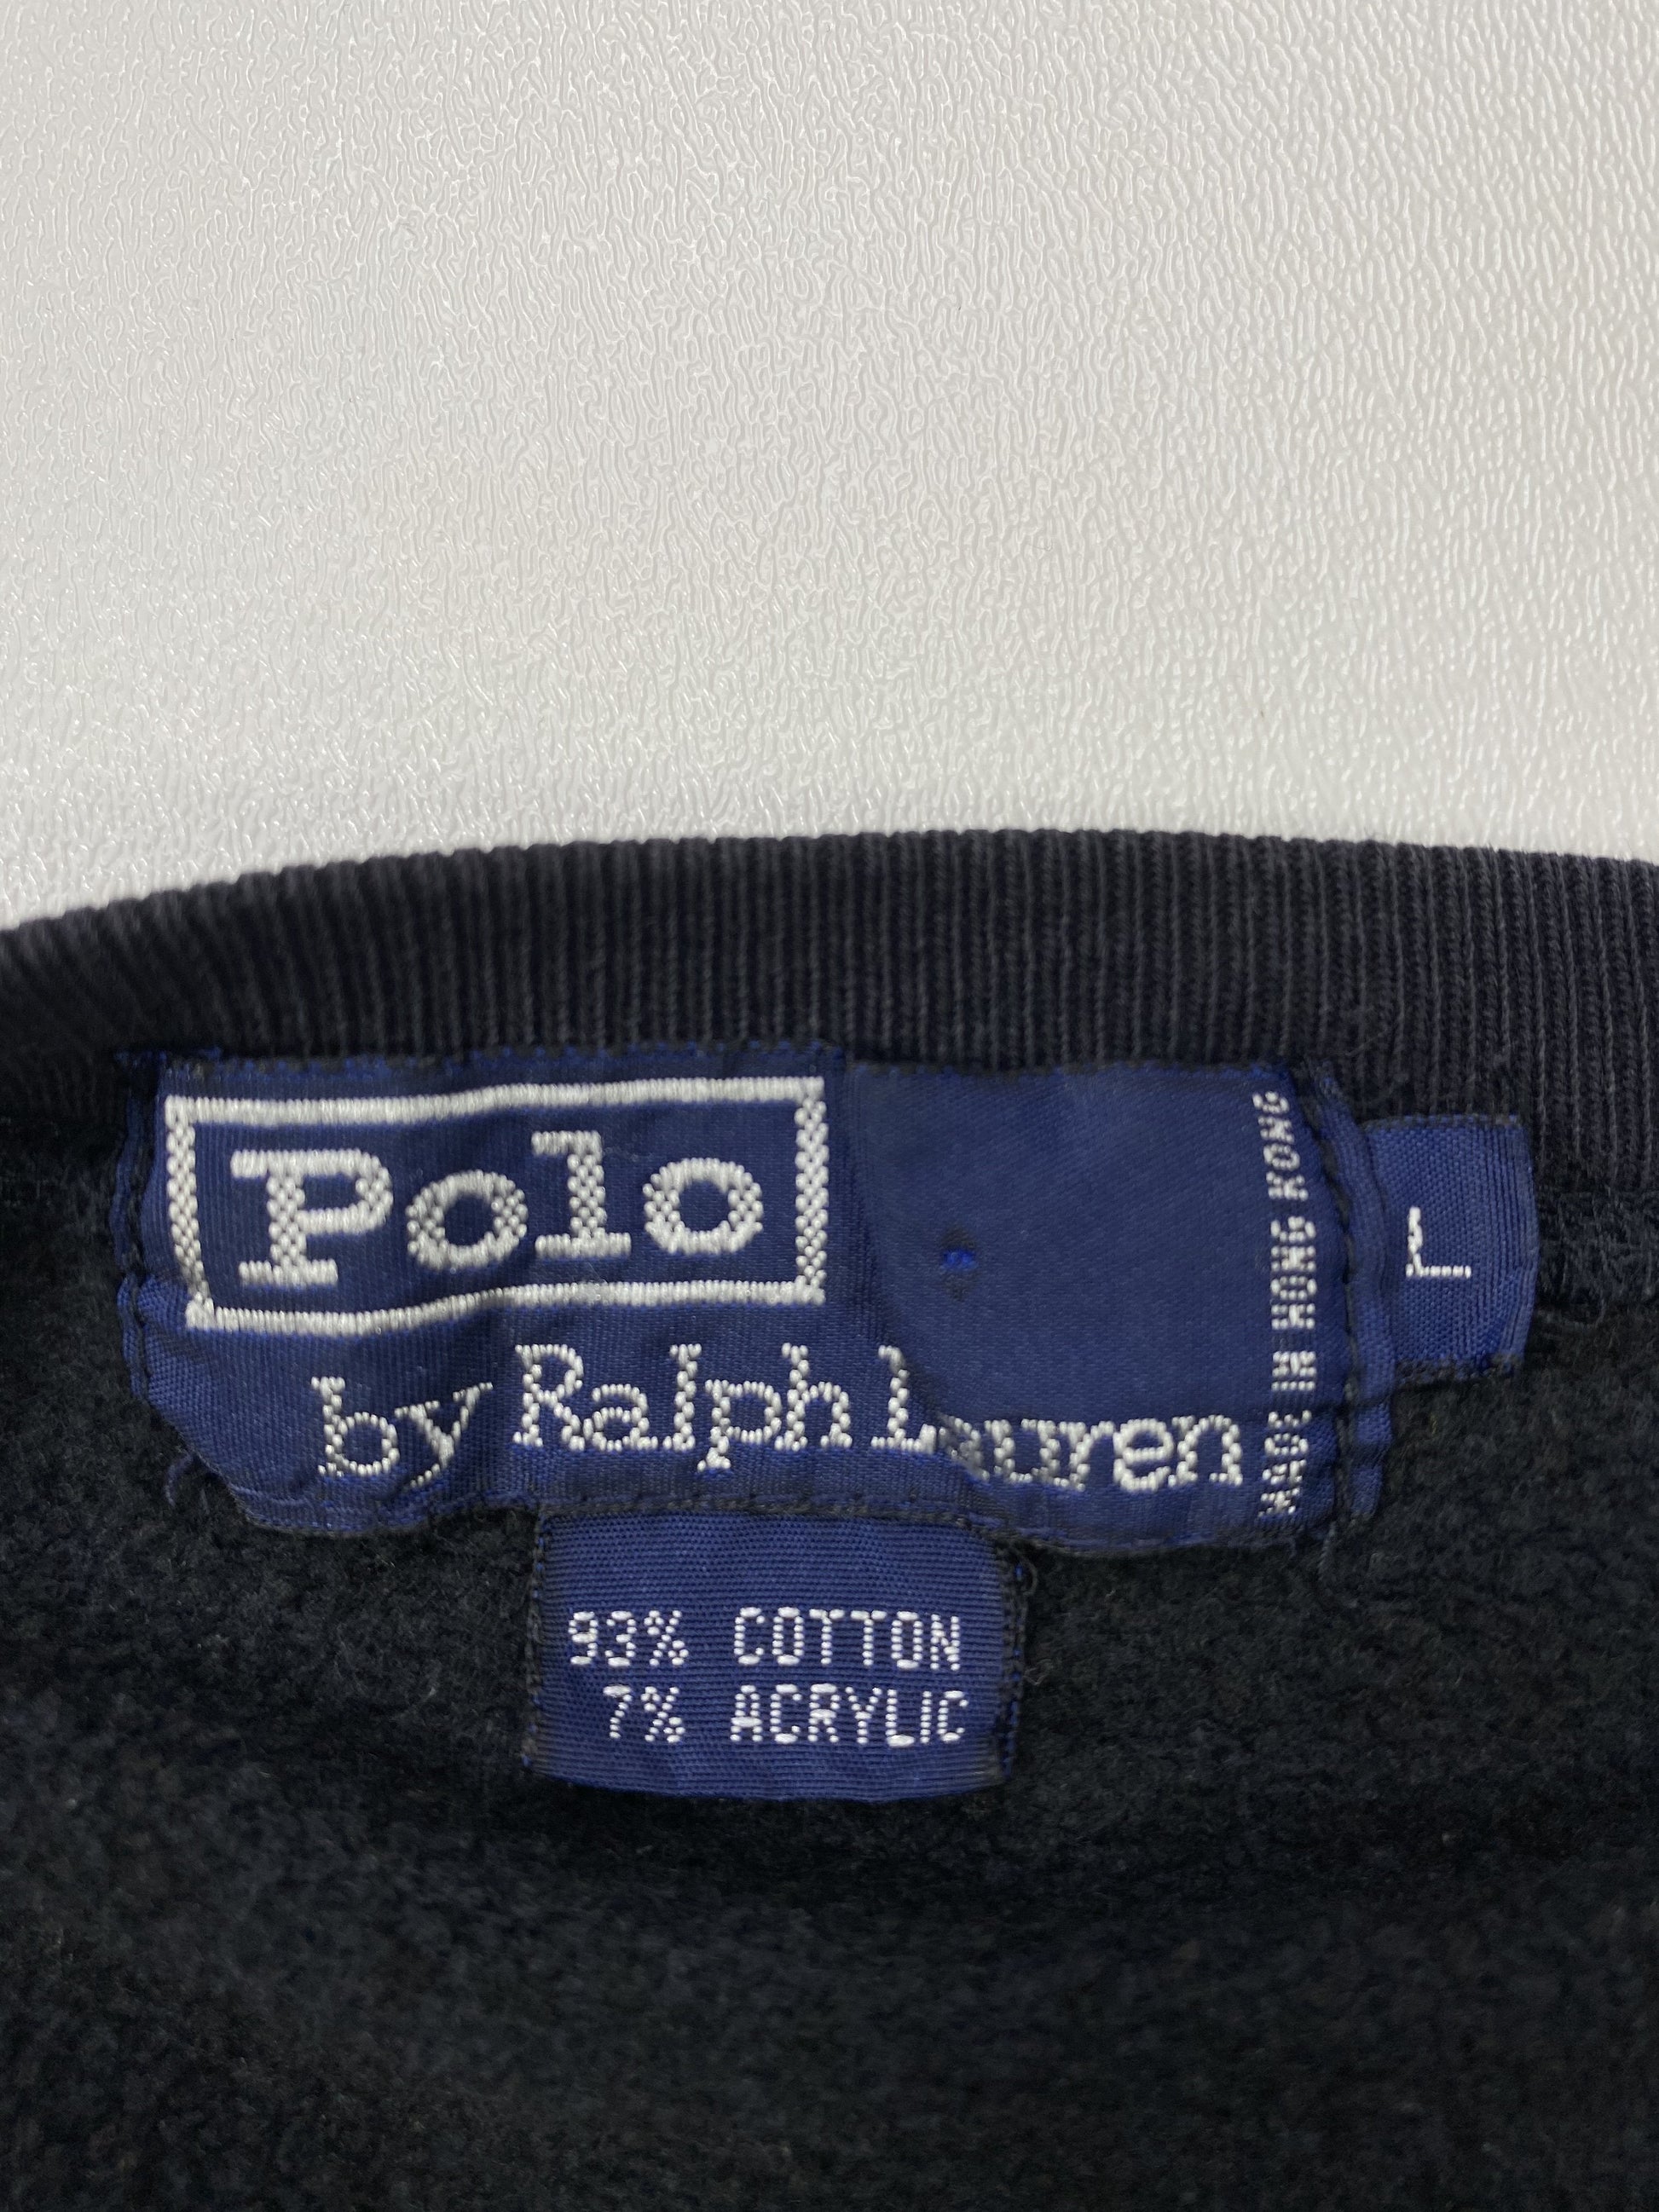 Polo
by Ralph Lauren
MADE IN HONG KONG
L
93% COTTON
7% ACRYLIC